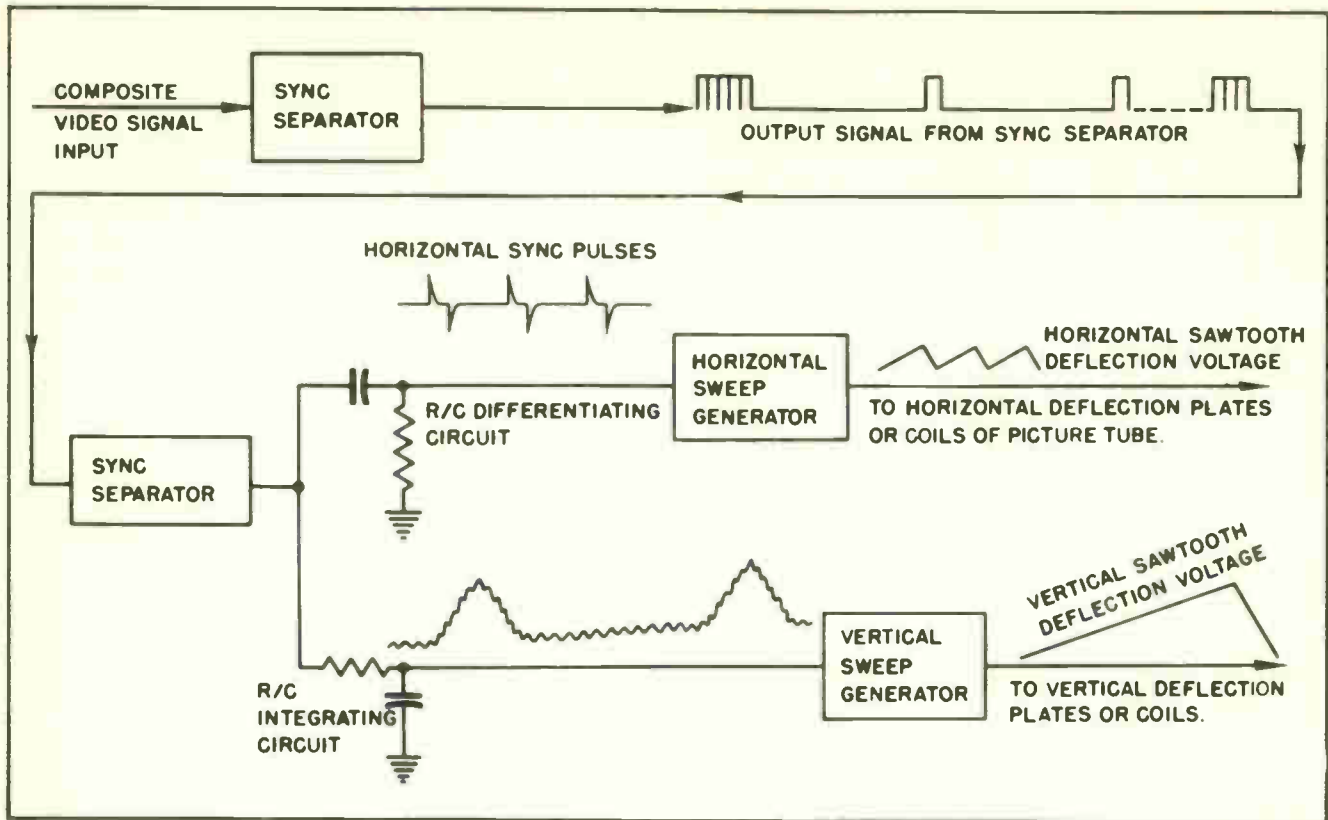 COMPOSITE
VIDEO SIGNAL
INPUT
SYNC
SEPARATOR
OUTPUT SIGNAL FROM SYNC SEPARATOR
HORIZONTAL SYNC PULSES
R/C DIFFERENTIATING
CIRCUIT
HORIZONTAL
SWEEP
GENERATOR
HORIZONTAL SAWTOOTH
DEFLECTION VOLTAGE
TO HORIZONTAL DEFLECTION PLATES
OR COILS OF PICTURE TUBE.
SYNC
SEPARATOR
R/C
INTEGRATING
CIRCUIT
VERTICAL
SWEEP
GENERATOR
VERTICAL SAWTOOTH
DEFLECTION VOLTAGE
TO VERTICAL DEFLECTION
PLATES OR COILS.